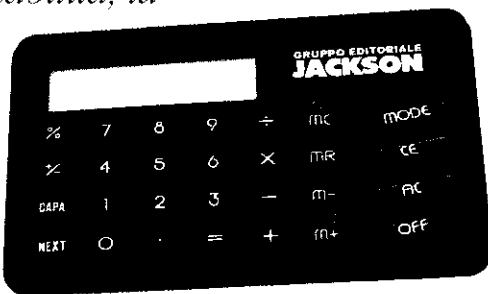 GRUPPO EDITORIALE
JACKSON
% 7 8 9 ÷ MC MODE
+/- 4 5 6 × MR CE
CAPA 1 2 3 − M− AC
NEXT 0 . = + M+ OFF